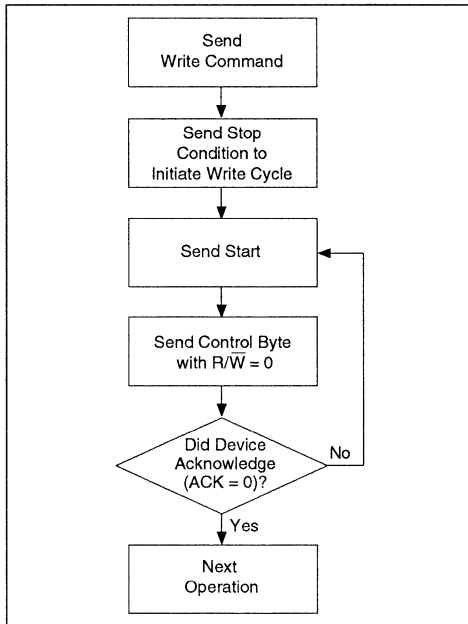 Send
Write Command
Send Stop
Condition to
Initiate Write Cycle
Send Start
Send Control Byte
with R/W̅ = 0
Did Device
Acknowledge
(ACK = 0)?
No
Yes
Next
Operation